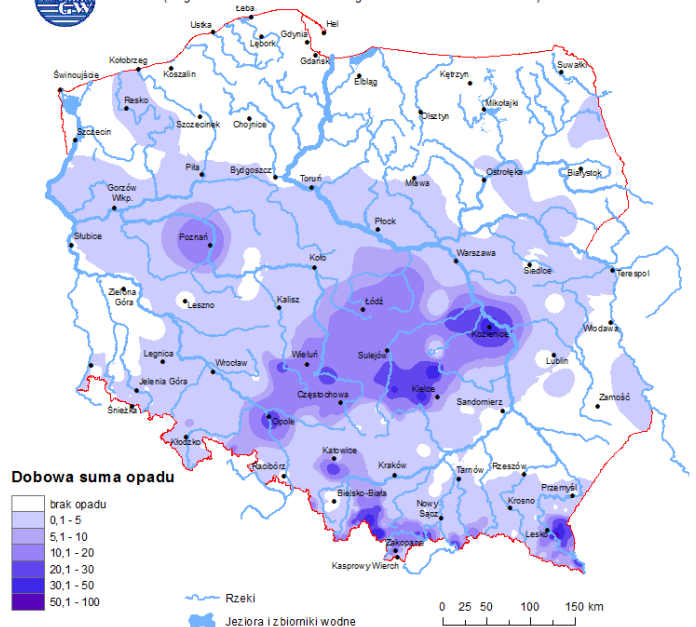 GW
Łeba
Hel
Ustka
Gdynia
Lębork
Gdańsk
Kołobrzeg
Koszalin
Świnoujście
Elbląg
Kętrzyn
Suwałki
Resko
Mikołajki
Szczecinek
Chojnice
Olsztyn
Szczecin
Piła
Bydgoszcz
Toruń
Mława
Ostrołęka
Białystok
Gorzów
Wlkp.
Płock
Słubice
Poznań
Koło
Warszawa
Siedlce
Terespol
Zielona
Góra
Leszno
Kalisz
Łódź
Kozienice
Włodawa
Legnica
Wrocław
Wieluń
Sulejów
Lublin
Jelenia Góra
Częstochowa
Kielce
Sandomierz
Zamość
Śnieżka
Opole
Kłodzko
Katowice
Racibórz
Kraków
Tarnów
Rzeszów
Przemyśl
Bielsko-Biała
Nowy
Sącz
Krosno
Lesko
Zakopane
Kasprowy Wierch
Dobowa suma opadu
brak opadu
0,1 - 5
5,1 - 10
10,1 - 20
20,1 - 30
30,1 - 50
50,1 - 100
Rzeki
Jeziora i zbiorniki wodne
0 25 50 100 150 km